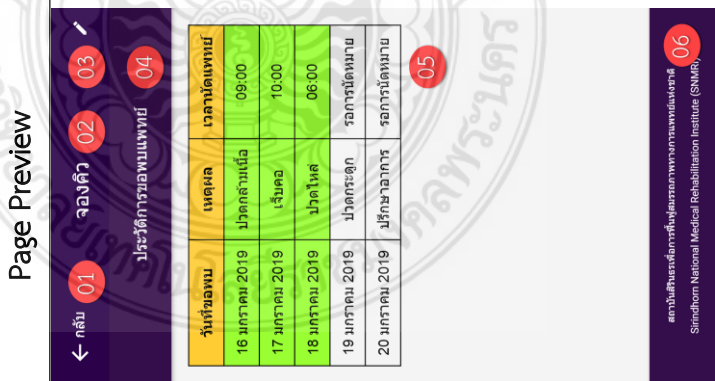 Page Preview
← กลับ 01 จองคิว 02 03
ประวัติการขอพบแพทย์ 04
วันที่ขอพบ เหตุผล เวลานัดแพทย์
16 มกราคม 2019 ปวดกล้ามเนื้อ 09:00
17 มกราคม 2019 เจ็บคอ 10:00
18 มกราคม 2019 ปวดไหล่ 06:00
19 มกราคม 2019 ปวดกระดูก รอการนัดหมาย
20 มกราคม 2019 ปรึกษาอาการ รอการนัดหมาย
05
สถาบันสิรินธรเพื่อการฟื้นฟูสมรรถภาพทางการแพทย์แห่งชาติ 06
Sirindhorn National Medical Rehabilitation Institute (SNMRI)